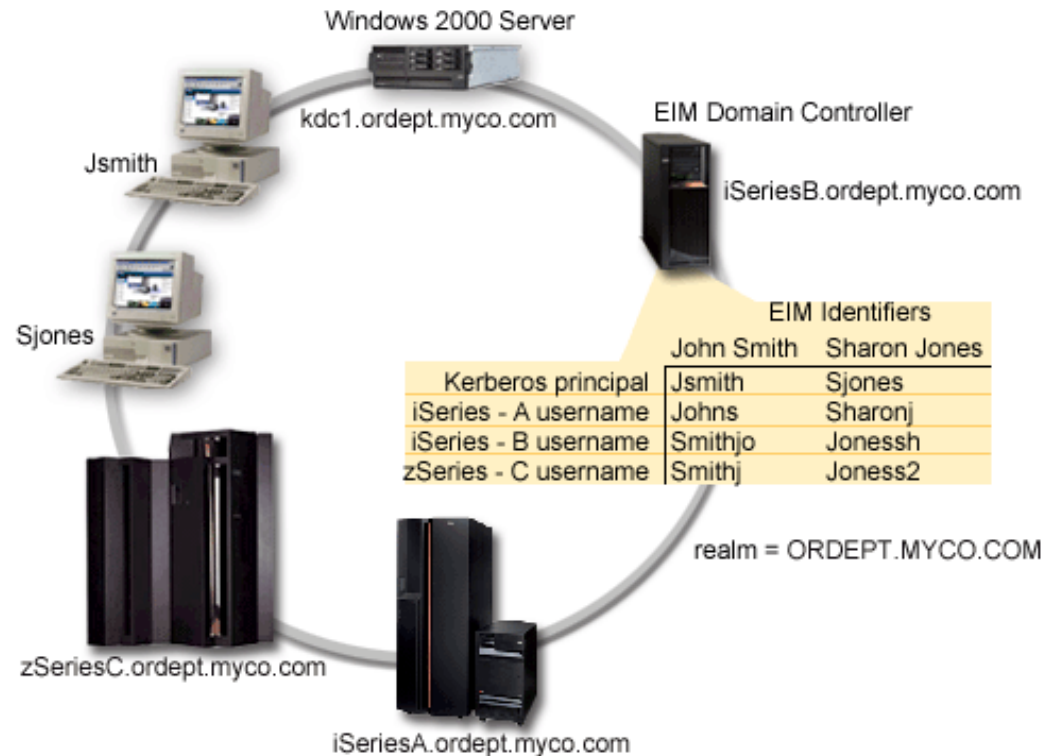 Windows 2000 Server
kdc1.ordept.myco.com
EIM Domain Controller
iSeriesB.ordept.myco.com
Jsmith
Sjones
EIM Identifiers
John Smith Sharon Jones
Kerberos principal Jsmith Sjones
iSeries - A username Johns Sharonj
iSeries - B username Smithjo Jonessh
zSeries - C username Smithj Joness2
realm = ORDEPT.MYCO.COM
zSeriesC.ordept.myco.com
iSeriesA.ordept.myco.com